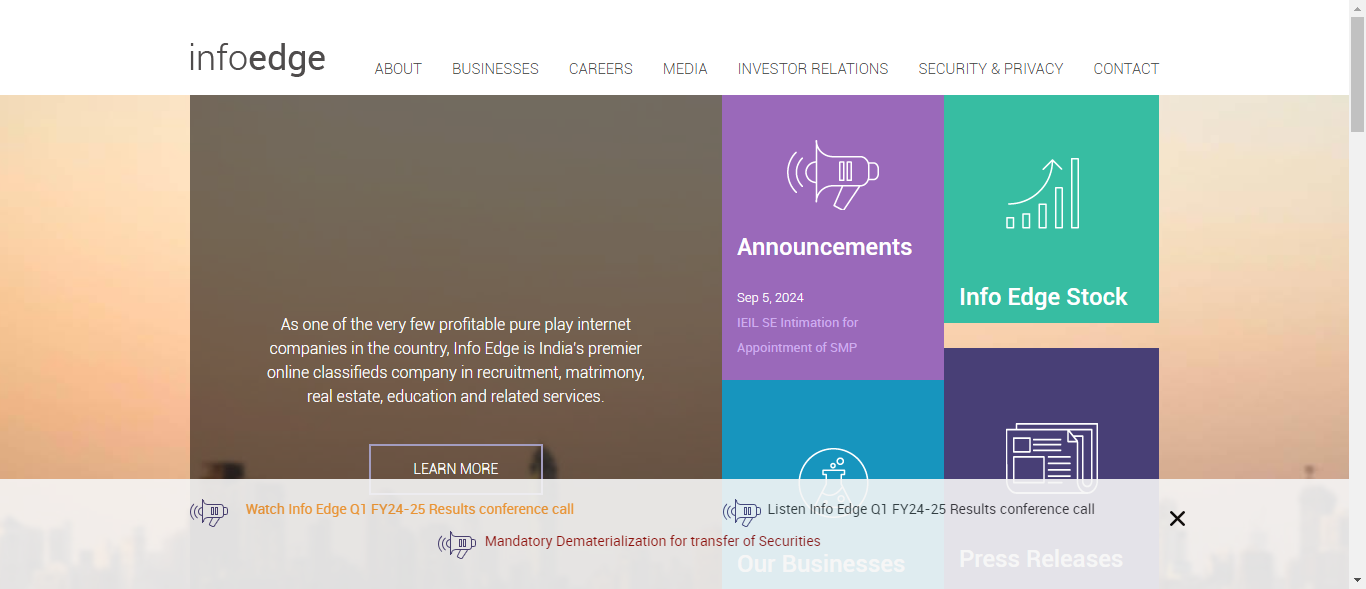 infoedge
ABOUT
BUSINESSES
CAREERS
MEDIA
INVESTOR RELATIONS
SECURITY & PRIVACY
CONTACT
As one of the very few profitable pure play internet
companies in the country, Info Edge is India's premier
online classifieds company in recruitment, matrimony,
real estate, education and related services.
LEARN MORE
Announcements
Sep 5, 2024
IEIL SE Intimation for
Appointment of SMP
Info Edge Stock
Our Businesses
Press Releases
Watch Info Edge Q1 FY24-25 Results conference call
Listen Info Edge Q1 FY24-25 Results conference call
Mandatory Dematerialization for transfer of Securities